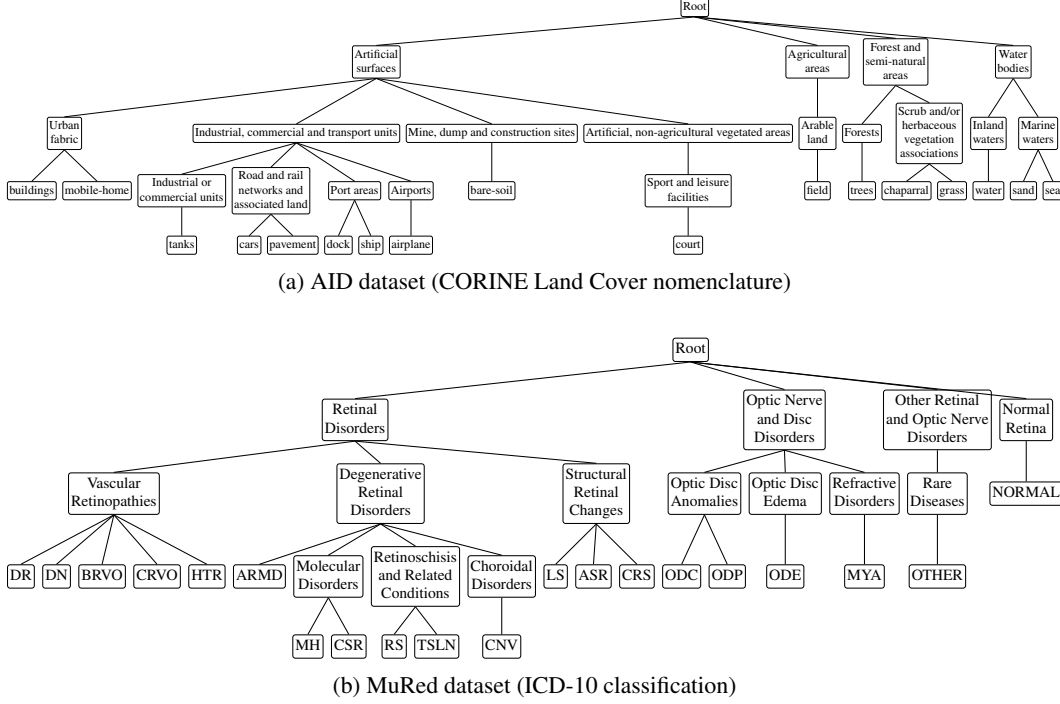 Root
Artificial
surfaces
Agricultural
areas
Forest and
semi-natural
areas
Water
bodies
Urban
fabric
Industrial, commercial and transport units
Mine, dump and construction sites
Artificial, non-agricultural vegetated areas
Arable
land
Forests
Scrub and/or
herbaceous
vegetation
associations
Inland
waters
Marine
waters
buildings
mobile-home
Industrial or
commercial units
Road and rail
networks and
associated land
Port areas
Airports
bare-soil
Sport and leisure
facilities
field
trees
chaparral
grass
water
sand
sea
tanks
cars
pavement
dock
ship
airplane
court
(a) AID dataset (CORINE Land Cover nomenclature)
Root
Retinal
Disorders
Optic Nerve
and Disc
Disorders
Other Retinal
and Optic Nerve
Disorders
Normal
Retina
Vascular
Retinopathies
Degenerative
Retinal
Disorders
Structural
Retinal
Changes
Optic Disc
Anomalies
Optic Disc
Edema
Refractive
Disorders
Rare
Diseases
NORMAL
DR
DN
BRVO
CRVO
HTR
ARMD
Molecular
Disorders
Retinoschisis
and Related
Conditions
Choroidal
Disorders
LS
ASR
CRS
ODC
ODP
ODE
MYA
OTHER
MH
CSR
RS
TSLN
CNV
(b) MuRed dataset (ICD-10 classification)